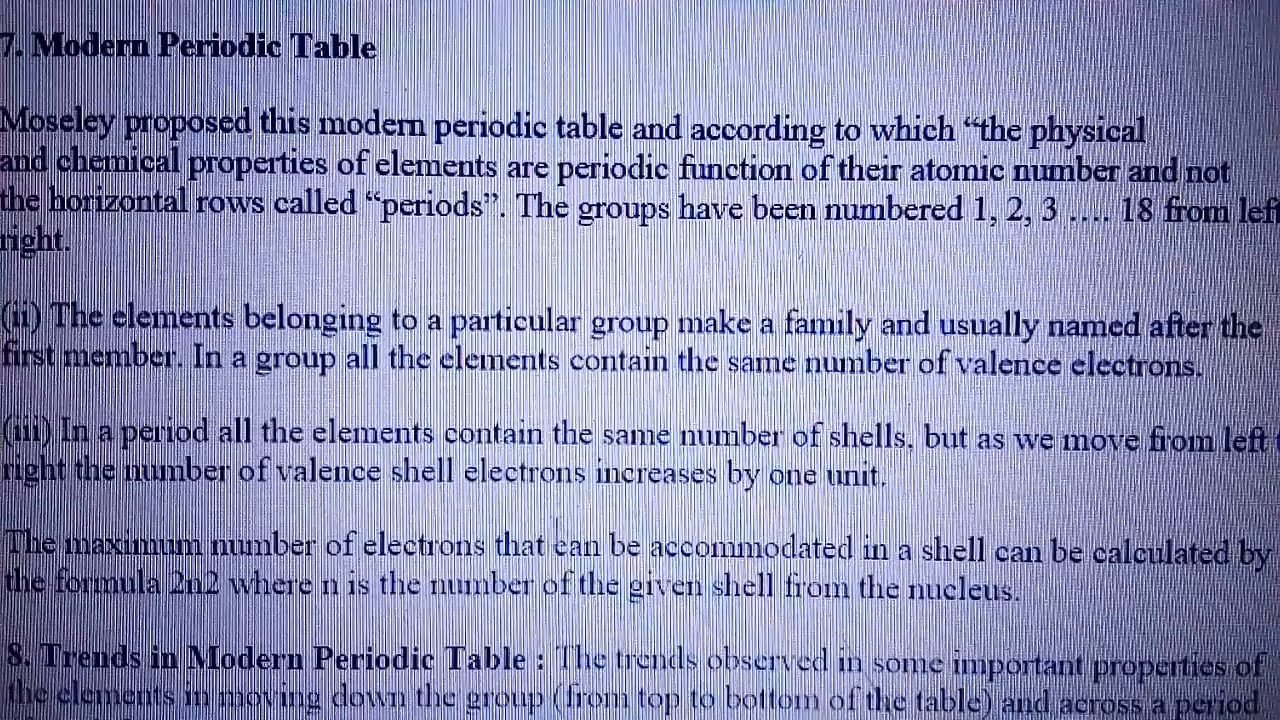 7. Modern Periodic Table
Moseley proposed this modern periodic table and according to which “the physical
and chemical properties of elements are periodic function of their atomic number and not
the horizontal rows called “periods”. The groups have been numbered 1, 2, 3 .... 18 from left
right.
(ii) The elements belonging to a particular group make a family and usually named after the
first member. In a group all the elements contain the same number of valence electrons.
(iii) In a period all the elements contain the same number of shells, but as we move from left
right the number of valence shell electrons increases by one unit.
The maximum number of electrons that can be accommodated in a shell can be calculated by
the formula 2n2 where n is the number of the given shell from the nucleus.
8. Trends in Modern Periodic Table : The trends observed in some important properties of
the elements in moving down the group (from top to bottom of the table) and across a period